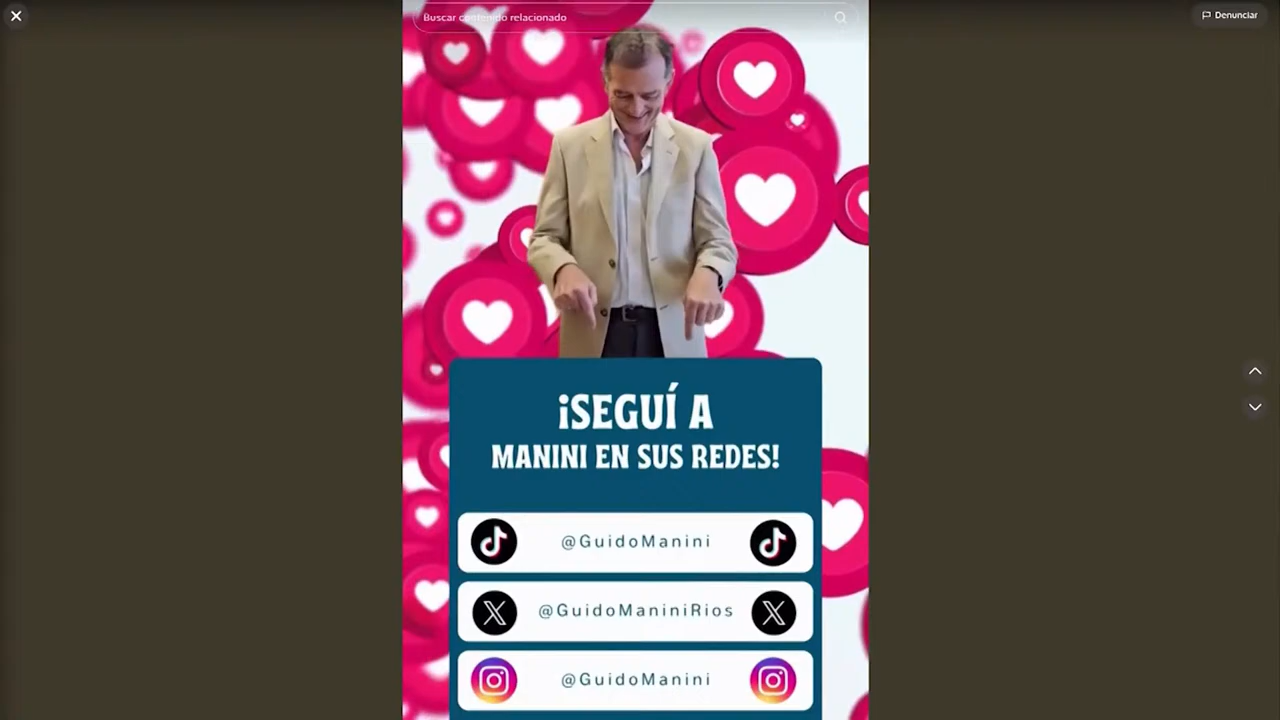 Buscar contenido relacionado
Denunciar
¡SEGUÍ A
MANINI EN SUS REDES!
@GuidoManini
@GuidoManiniRios
@GuidoManini